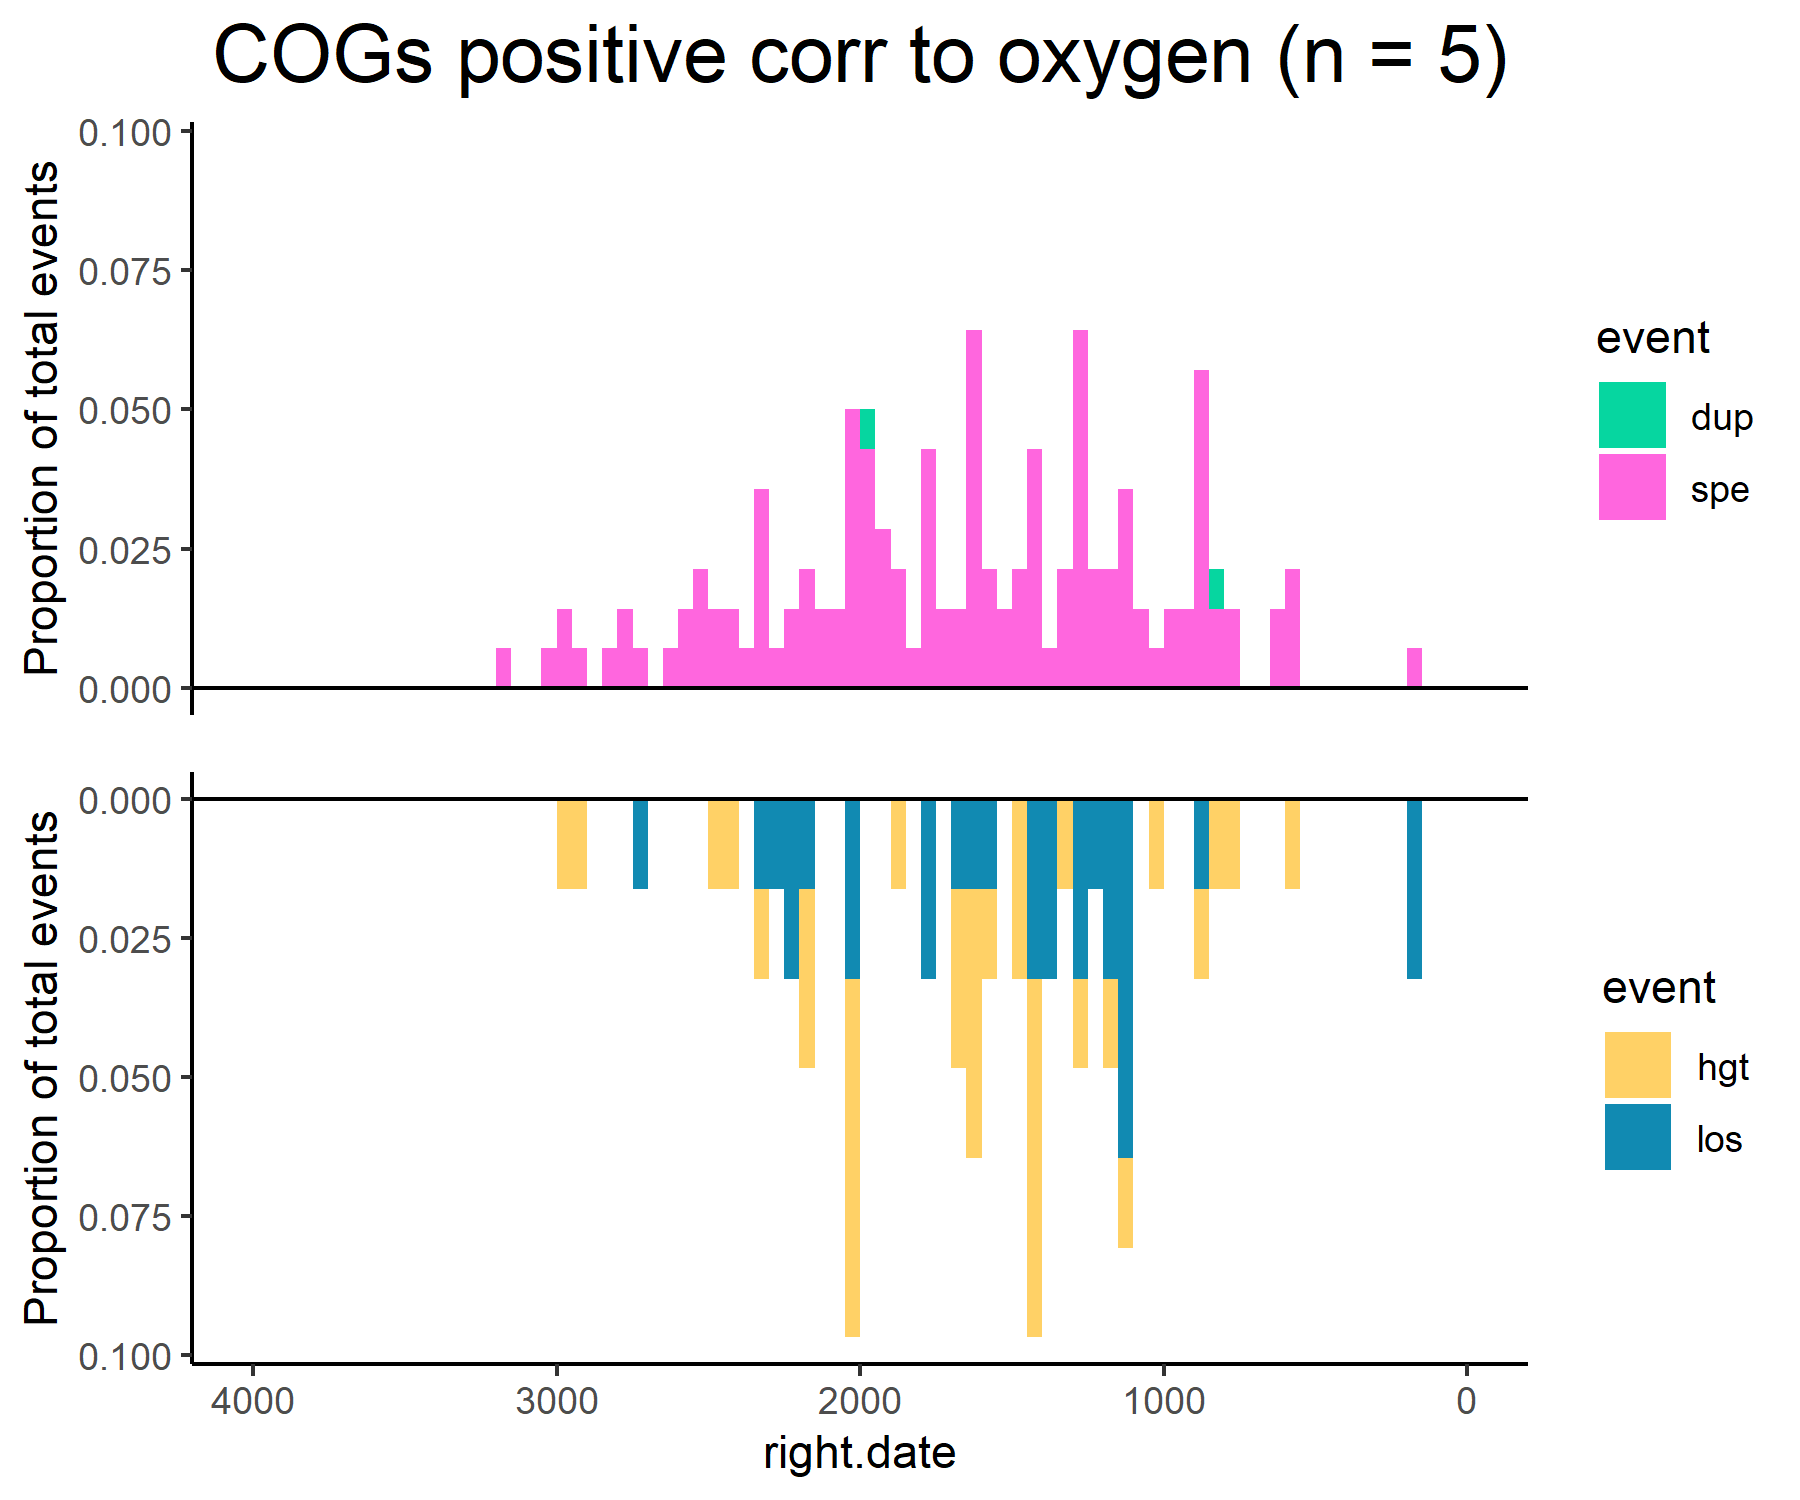 COGs positive corr to oxygen (n = 5)
Proportion of total events
0.100
0.075
0.050
0.025
0.000
event
dup
spe
Proportion of total events
0.000
0.025
0.050
0.075
0.100
event
hgt
los
4000 3000 2000 1000 0
right.date